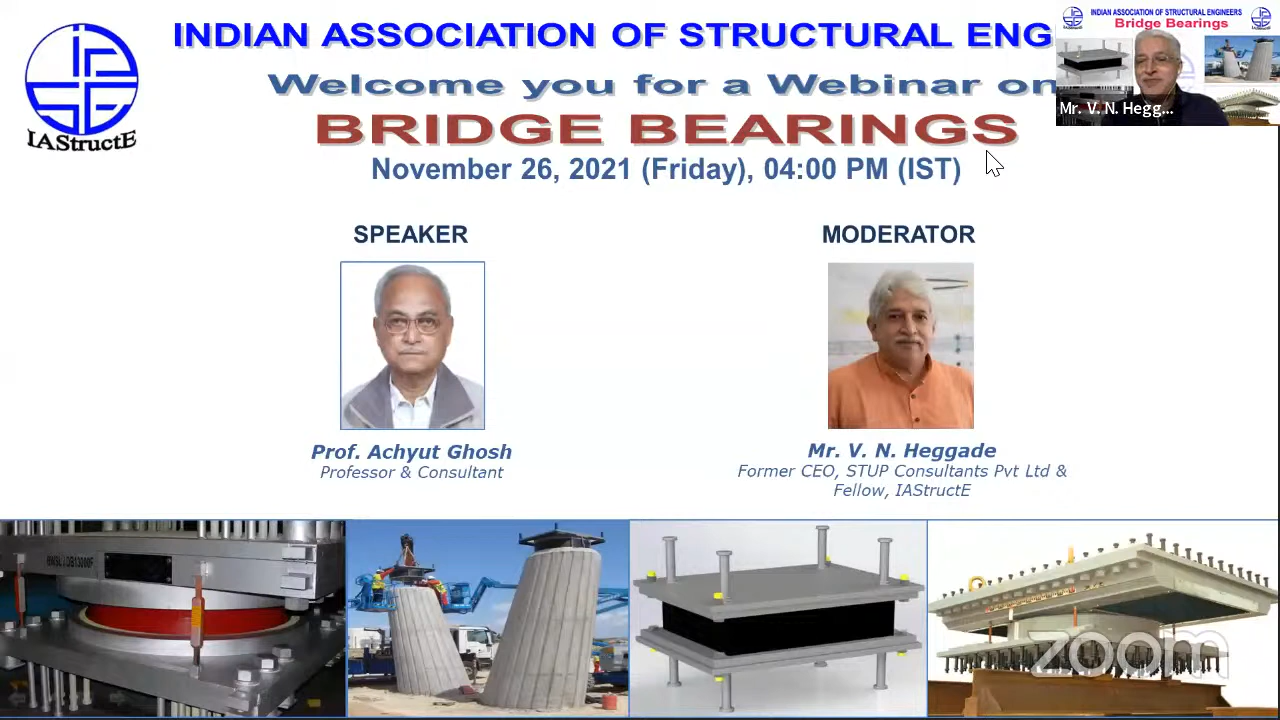 INDIAN ASSOCIATION OF STRUCTURAL ENG
Welcome you for a Webinar on
BRIDGE BEARINGS
November 26, 2021 (Friday), 04:00 PM (IST)
IAStructE
INDIAN ASSOCIATION OF STRUCTURAL ENGINEERS
Bridge Bearings
Mr. V. N. Hegg...
SPEAKER
MODERATOR
Prof. Achyut Ghosh
Professor & Consultant
Mr. V. N. Heggade
Former CEO, STUP Consultants Pvt Ltd &
Fellow, IAStructE
zoom